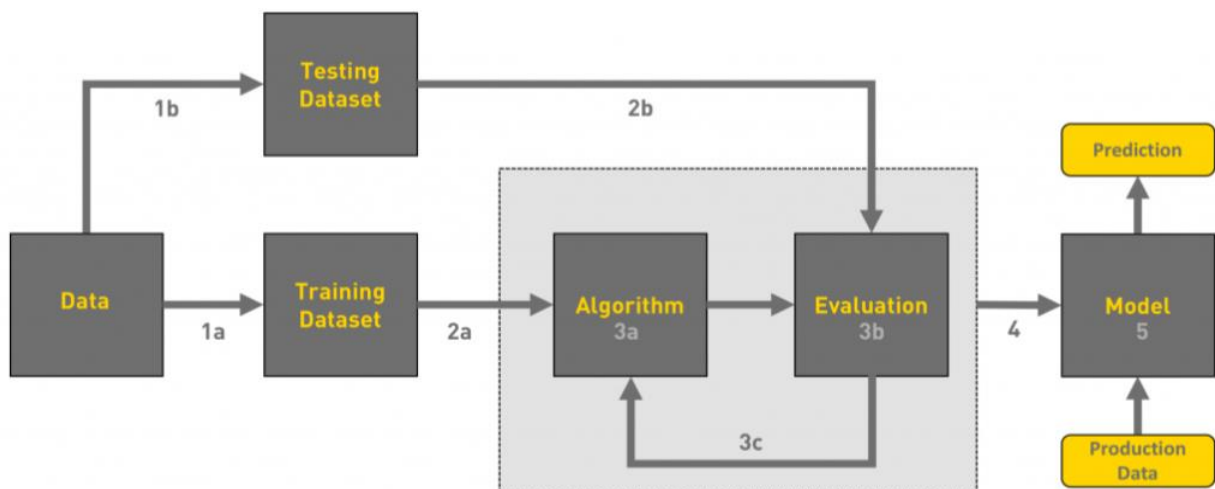 Testing
Dataset
1b
2b
Prediction
Data
1a
Training
Dataset
2a
Algorithm
3a
Evaluation
3b
4
Model
5
3c
Production
Data